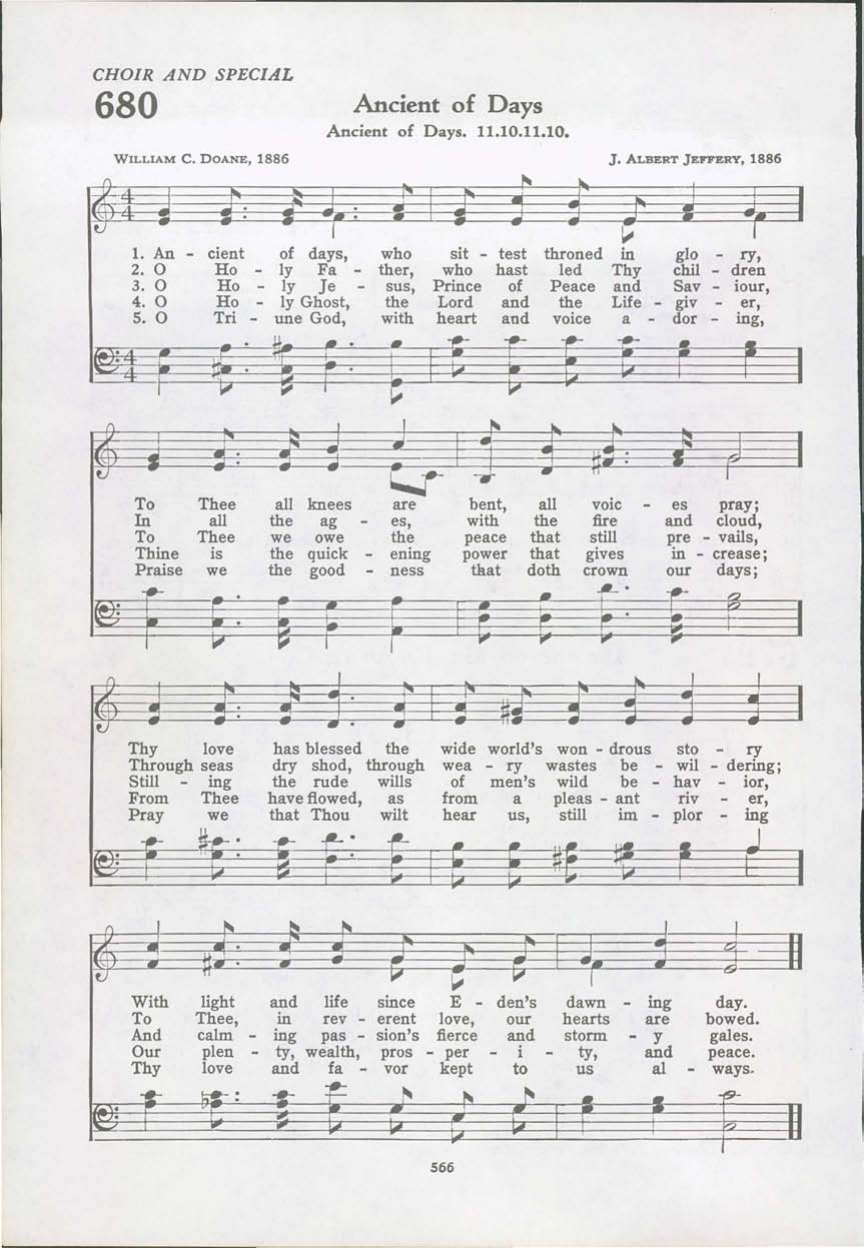 CHOIR AND SPECIAL
680 Ancient of Days
Ancient of Days. 11.10.11.10.
WILLIAM C. DOANE, 1886 J. ALBERT JEFFERY, 1886
4
4
1. An - cient of days, who sit - test throned in glo - ry,
2. O Ho - ly Fa - ther, who hast led Thy chil - dren
3. O Ho - ly Je - sus, Prince of Peace and Sav - iour,
4. O Ho - ly Ghost, the Lord and the Life - giv - er,
5. O Tri - une God, with heart and voice a - dor - ing,
4
4
To Thee all knees are bent, all voic - es pray;
In all the ag - es, with the fire and cloud,
To Thee we owe the peace that still pre - vails,
Thine is the quick - ening power that gives in - crease;
Praise we the good - ness that doth crown our days;
Thy love has blessed the wide world's won - drous sto - ry
Through seas dry shod, through wea - ry wastes be - wil - dering;
Still - ing the rude wills of men's wild be - hav - ior,
From Thee have flowed, as from a pleas - ant riv - er,
Pray we that Thou wilt hear us, still im - plor - ing
With light and life since E - den's dawn - ing day.
To Thee, in rev - erent love, our hearts are bowed.
And calm - ing pas - sion's fierce and storm - y gales.
Our plen - ty, wealth, pros - per - i - ty, and peace.
Thy love and fa - vor kept to us al - ways.
566